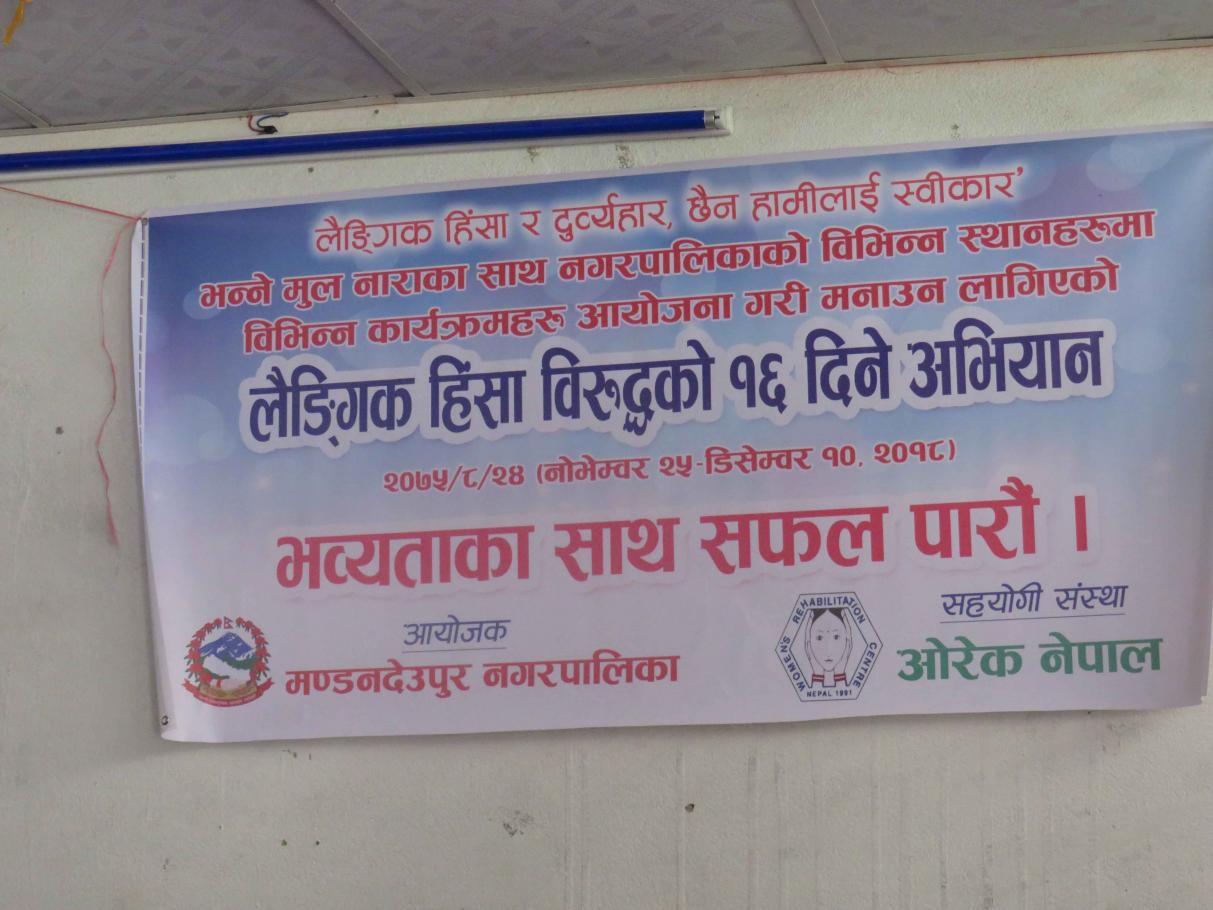 लैङ्गिक हिंसा र दुर्व्यहार, छैन हामीलाई स्वीकार'
भन्ने मुल नाराका साथ नगरपालिकाको विभिन्न स्थानहरूमा
विभिन्न कार्यक्रमहरू आयोजना गरी मनाउन लागिएको
लैङ्गिक हिंसा विरुद्धको १६ दिने अभियान
२०७५/८/२४ (नोभेम्वर २५-डिसेम्वर १०, २०१८)
भव्यताका साथ सफल पारौं ।
आयोजक
मण्डनदेउपुर नगरपालिका
WOMEN'S REHABILITATION CENTRE
NEPAL 1991
सहयोगी संस्था
ओरेक नेपाल